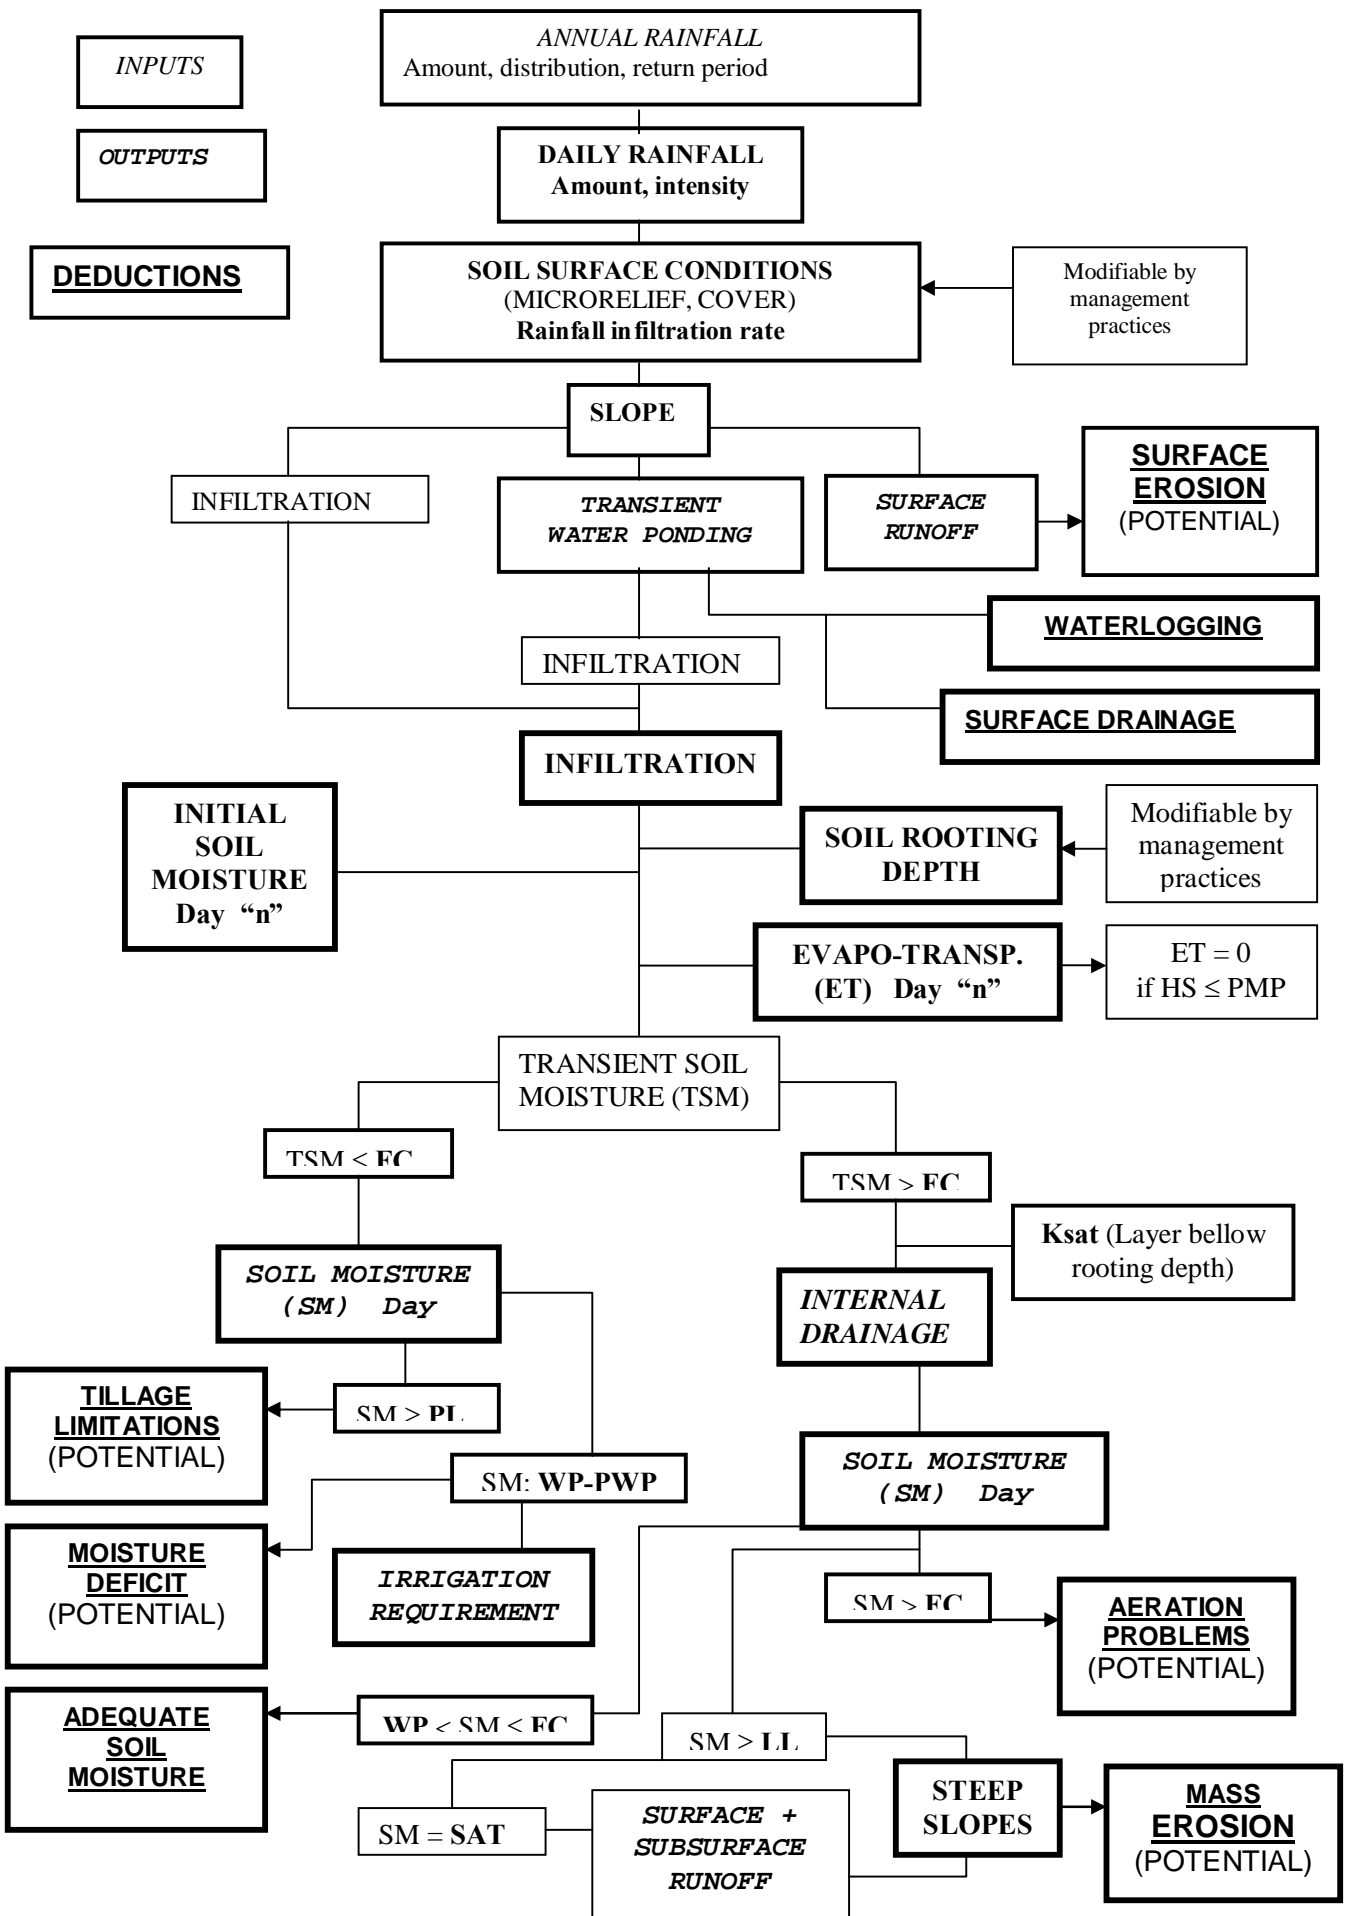 ANNUAL RAINFALL
Amount, distribution, return period
INPUTS
OUTPUTS
DAILY RAINFALL
Amount, intensity
DEDUCTIONS
SOIL SURFACE CONDITIONS
(MICRORELIEF, COVER)
Rainfall infiltration rate
Modifiable by
management
practices
SLOPE
INFILTRATION
TRANSIENT
WATER PONDING
SURFACE
RUNOFF
SURFACE
EROSION
(POTENTIAL)
WATERLOGGING
INFILTRATION
SURFACE DRAINAGE
INFILTRATION
INITIAL
SOIL
MOISTURE
Day “n”
SOIL ROOTING
DEPTH
Modifiable by
management
practices
EVAPO-TRANSP.
(ET) Day “n”
ET = 0
if HS ≤ PMP
TRANSIENT SOIL
MOISTURE (TSM)
TSM < FC
TSM > FC
Ksat (Layer bellow
rooting depth)
SOIL MOISTURE
(SM) Day
INTERNAL
DRAINAGE
TILLAGE
LIMITATIONS
(POTENTIAL)
SM > PL
SM: WP-PWP
SOIL MOISTURE
(SM) Day
MOISTURE
DEFICIT
(POTENTIAL)
IRRIGATION
REQUIREMENT
SM > FC
AERATION
PROBLEMS
(POTENTIAL)
ADEQUATE
SOIL
MOISTURE
WP < SM < FC
SM > LL
STEEP
SLOPES
MASS
EROSION
(POTENTIAL)
SM = SAT
SURFACE +
SUBSURFACE
RUNOFF